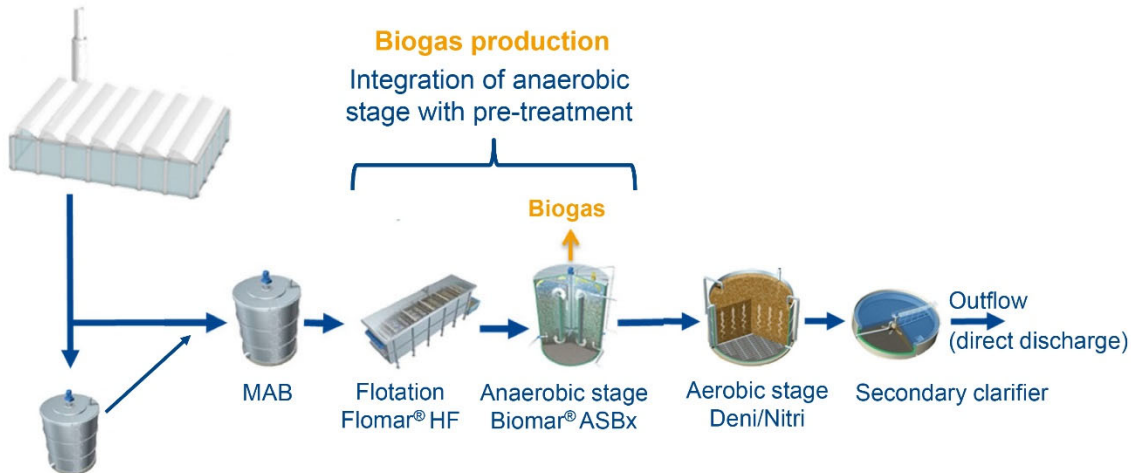 Biogas production
Integration of anaerobic
stage with pre-treatment
Biogas
Outflow
(direct discharge)
MAB
Flotation
Flomar® HF
Anaerobic stage
Biomar® ASBx
Aerobic stage
Deni/Nitri
Secondary clarifier